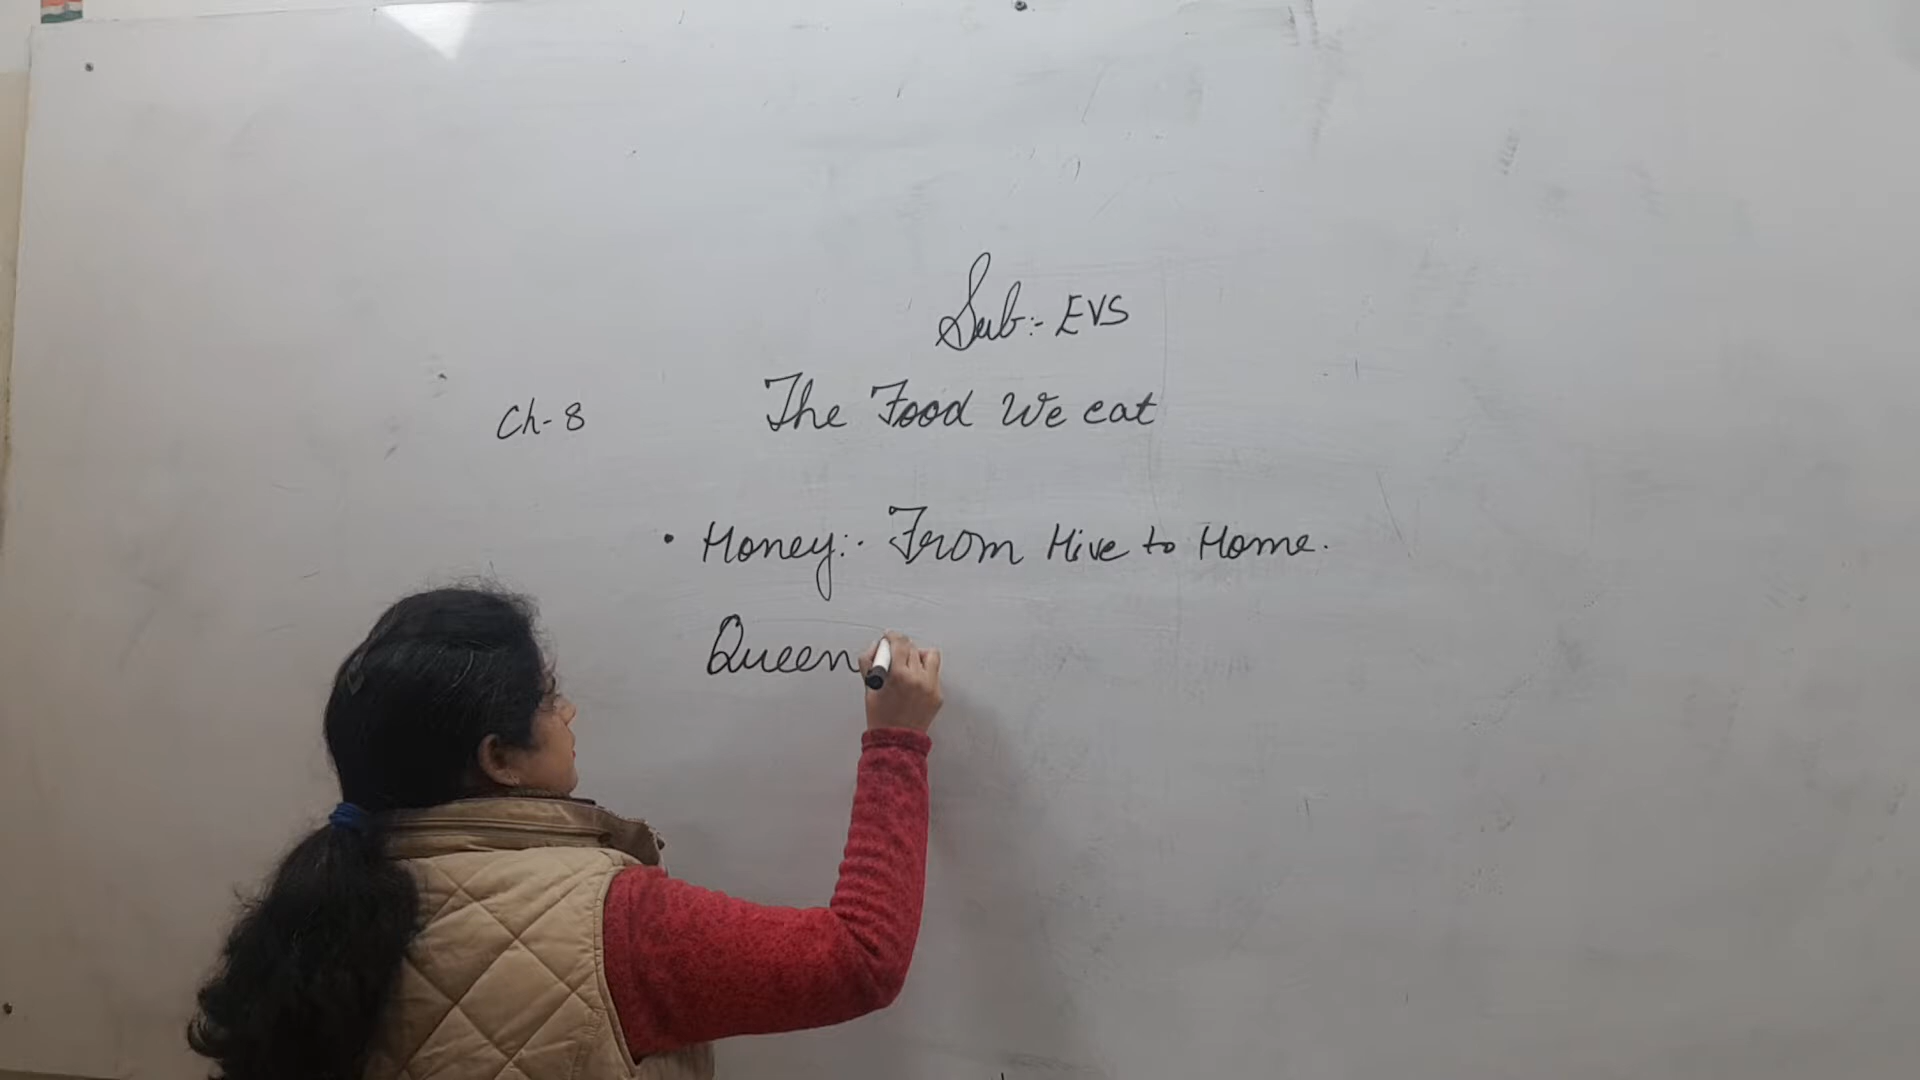 Sub:- EVS
Ch-8 The Food We eat
• Honey:- From Hive to Home.
Queen